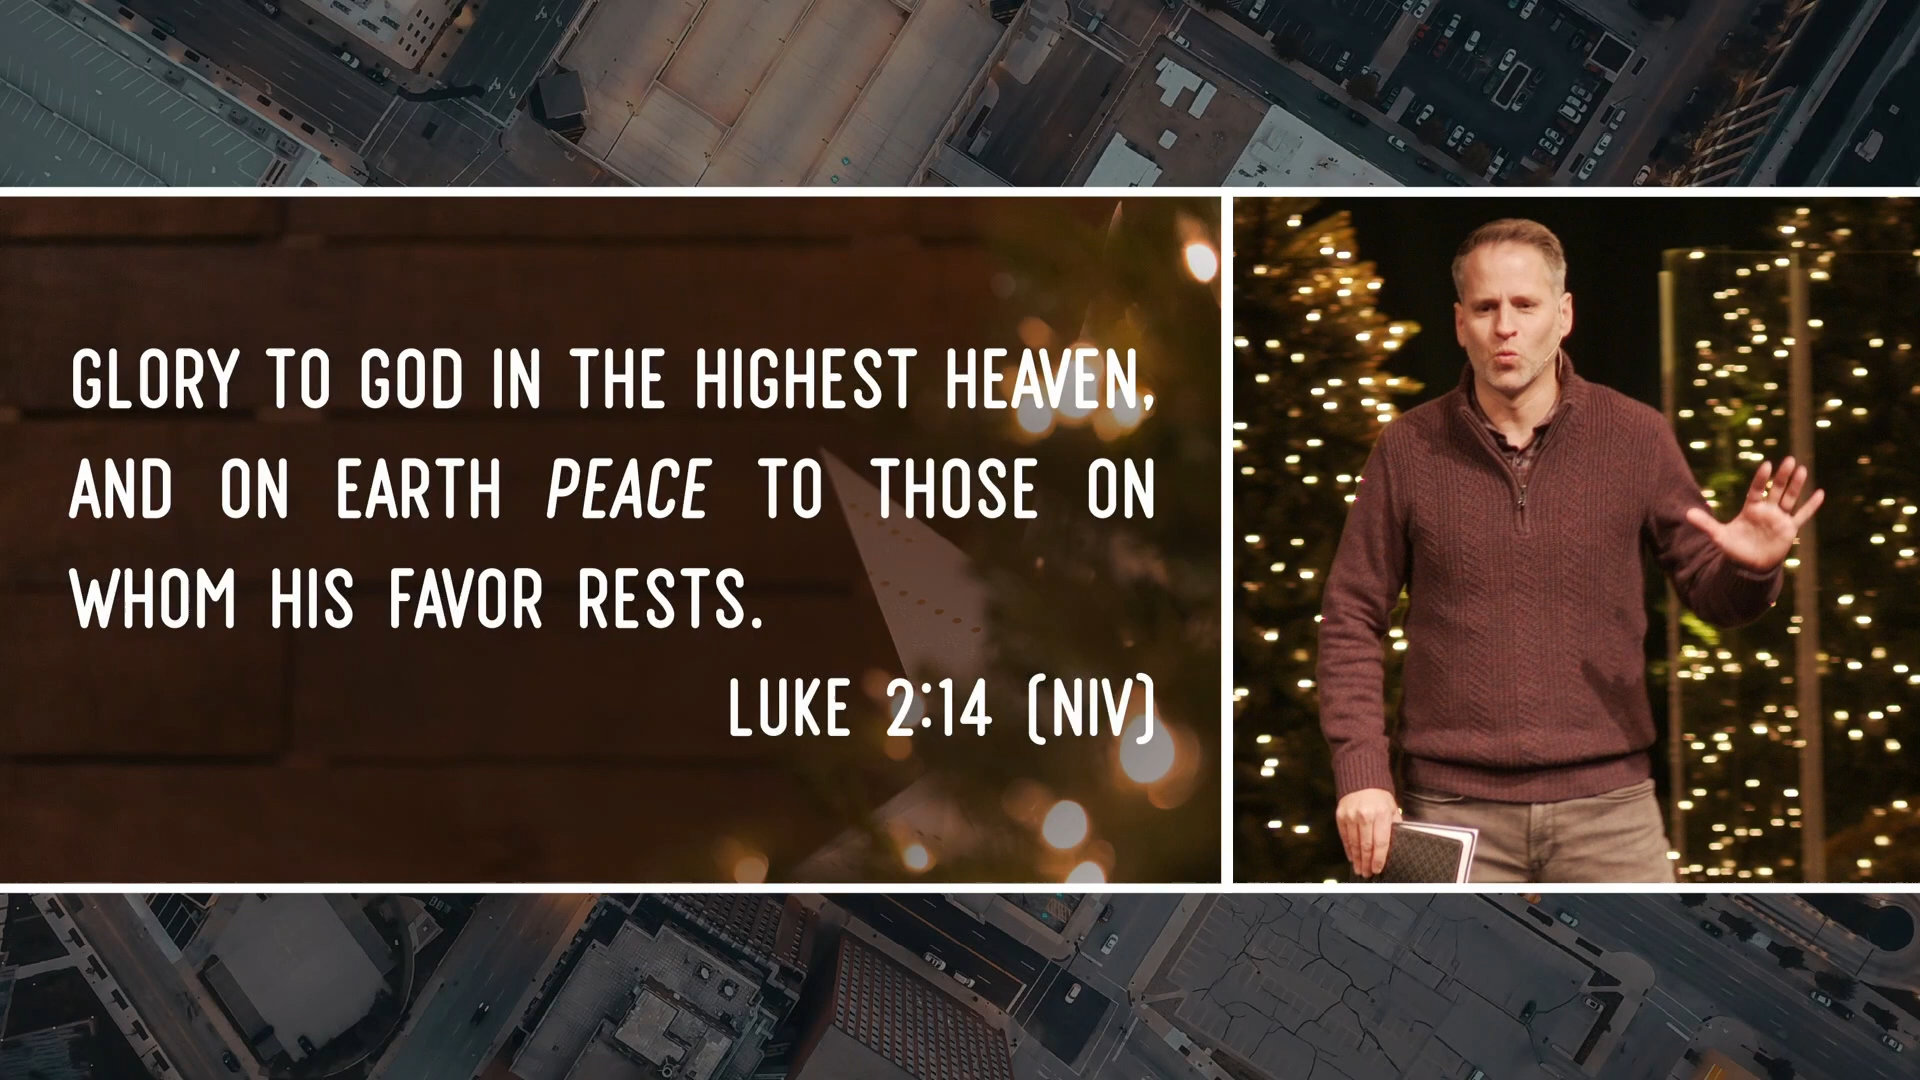 GLORY TO GOD IN THE HIGHEST HEAVEN,
AND ON EARTH PEACE TO THOSE ON
WHOM HIS FAVOR RESTS.
LUKE 2:14 (NIV)